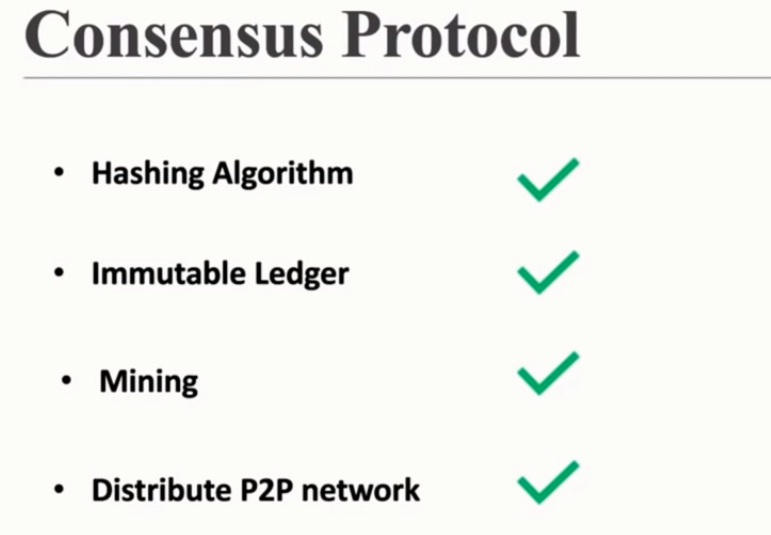 Consensus Protocol
• Hashing Algorithm
• Immutable Ledger
• Mining
• Distribute P2P network